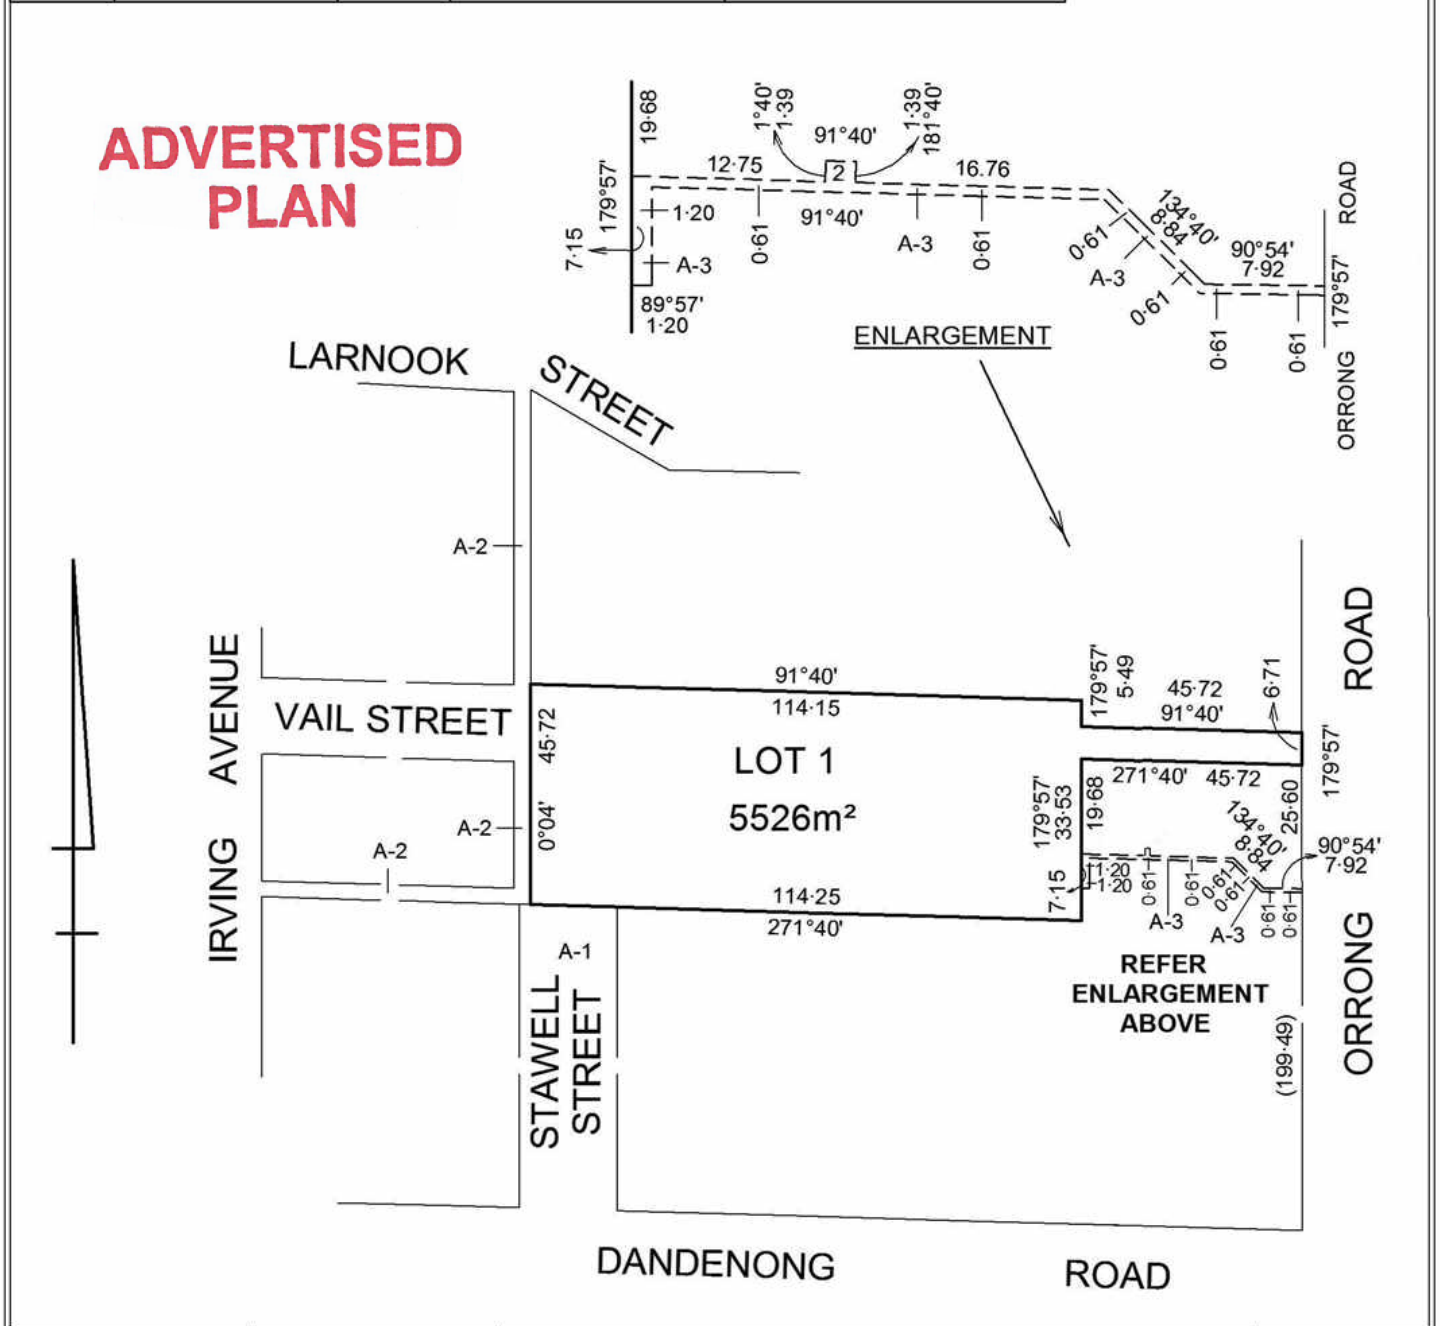 ADVERTISED
PLAN
19·68
179°57'
7·15
1·20
A-3
89°57'
1·20
12·75
1°40'
1·39
91°40'
2
1·39
181°40'
16.76
0·61
91°40'
A-3
0·61
134°40'
8·84
0·61
A-3
0·61
90°54'
7·92
0·61
0·61
179°57'
ORRONG ROAD
ENLARGEMENT
LARNOOK STREET
A-2
IRVING AVENUE
VAIL STREET
A-2
A-2
91°40'
114·15
45·72
0°04'
LOT 1
5526m²
114·25
271°40'
179°57'
5·49
45·72
91°40'
6·71
179°57'
271°40' 45·72
179°57'
33·53
19·68
25·60
134°40'
8·84
90°54'
7·92
7·15
1·20
1·20
0·61
0·61
0·61
0·61
0·61
0·61
A-3
A-3
REFER
ENLARGEMENT
ABOVE
A-1
STAWELL
STREET
(199·49)
ORRONG ROAD
DANDENONG ROAD